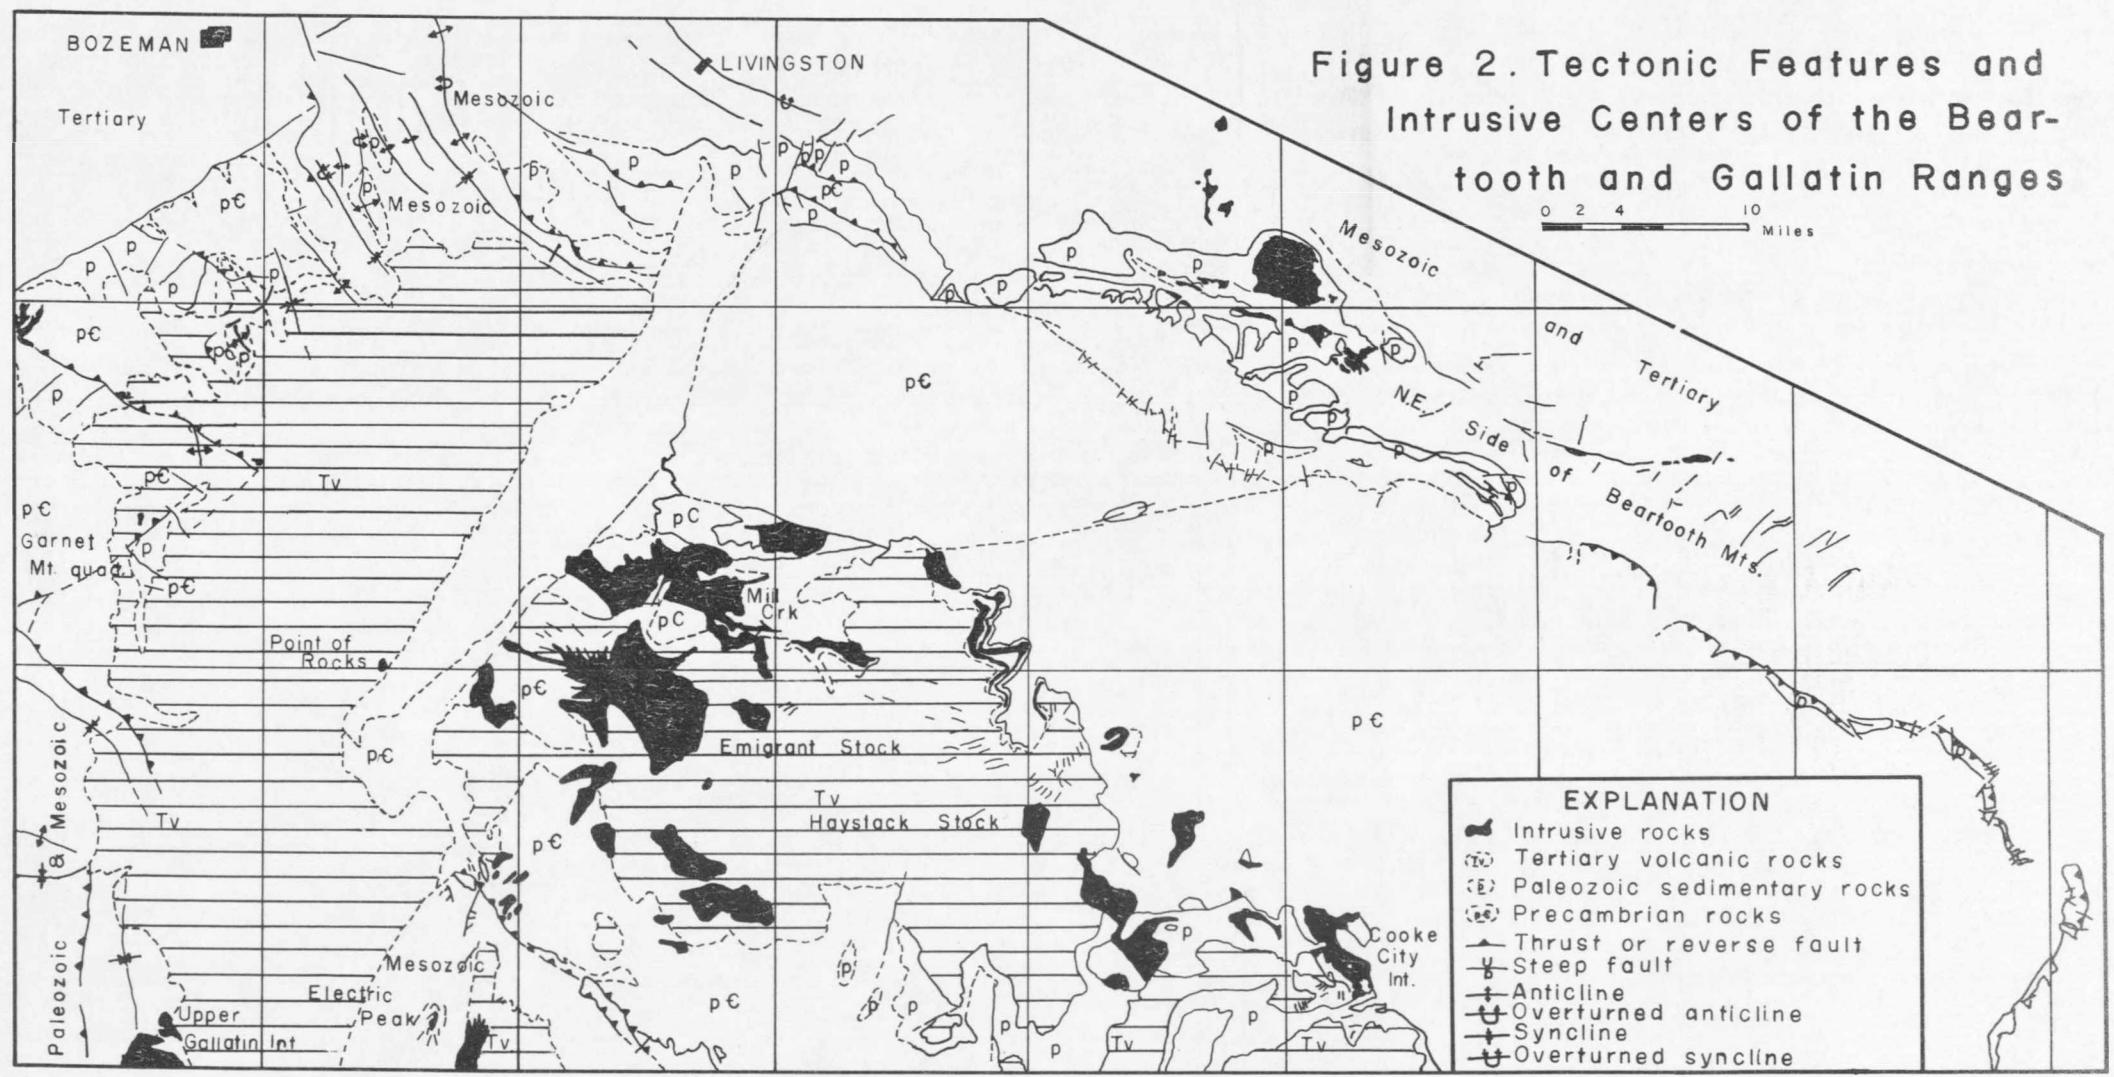 Figure 2. Tectonic Features and
Intrusive Centers of the Bear-
tooth and Gallatin Ranges
0 2 4 10
Miles
BOZEMAN
LIVINGSTON
Tertiary
Mesozoic
Mesozoic
p
p
p
p
p
p
p
p
p
p
pЄ
pЄ
p
p
p
p
p
p
p
p
p
p
Mesozoic
and
Tertiary
pЄ
p
pЄ
p
p
p
p
N.E.
Side
of
Beartooth Mts.
p
p
p
p
p
Tv
pЄ
pЄ
Garnet
Mt. quad.
p
pЄ
pC
Mill
Crk
pC
Point of
Rocks
pЄ
pЄ
pЄ
p
p
Emigrant Stock
Tv
Haystack Stock
Paleozoic & Mesozoic
Tv
pЄ
Mesozoic
Electric
Peak
Upper
Gallatin Int
Tv
pЄ
p
p
p
p
p
p
p
p
Tv
Tv
Cooke
City
Int.
EXPLANATION
Intrusive rocks
Tv Tertiary volcanic rocks
Paleozoic sedimentary rocks
pЄ Precambrian rocks
Thrust or reverse fault
Steep fault
Anticline
Overturned anticline
Syncline
Overturned syncline